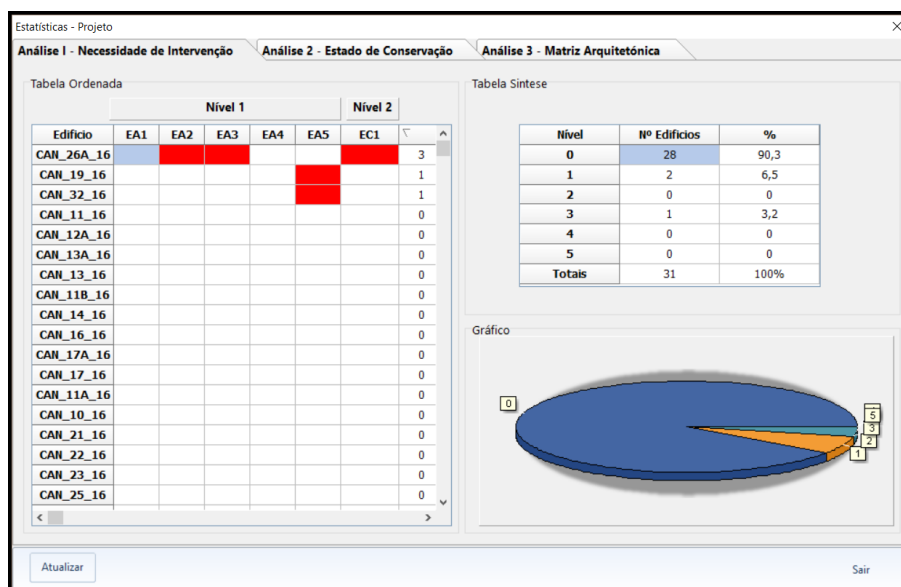 Estatísticas - Projeto
Análise I - Necessidade de Intervenção Análise 2 - Estado de Conservação Análise 3 - Matriz Arquitetónica
Tabela Ordenada
Nível 1 Nível 2
Edifício EA1 EA2 EA3 EA4 EA5 EC1
CAN_26A_16 3
CAN_19_16 1
CAN_32_16 1
CAN_11_16 0
CAN_12A_16 0
CAN_13A_16 0
CAN_13_16 0
CAN_11B_16 0
CAN_14_16 0
CAN_16_16 0
CAN_17A_16 0
CAN_17_16 0
CAN_11A_16 0
CAN_10_16 0
CAN_21_16 0
CAN_22_16 0
CAN_23_16 0
CAN_25_16 0
Tabela Síntese
Nível Nº Edifícios %
0 28 90,3
1 2 6,5
2 0 0
3 1 3,2
4 0 0
5 0 0
Totais 31 100%
Gráfico
0
5
3
2
1
Atualizar
Sair